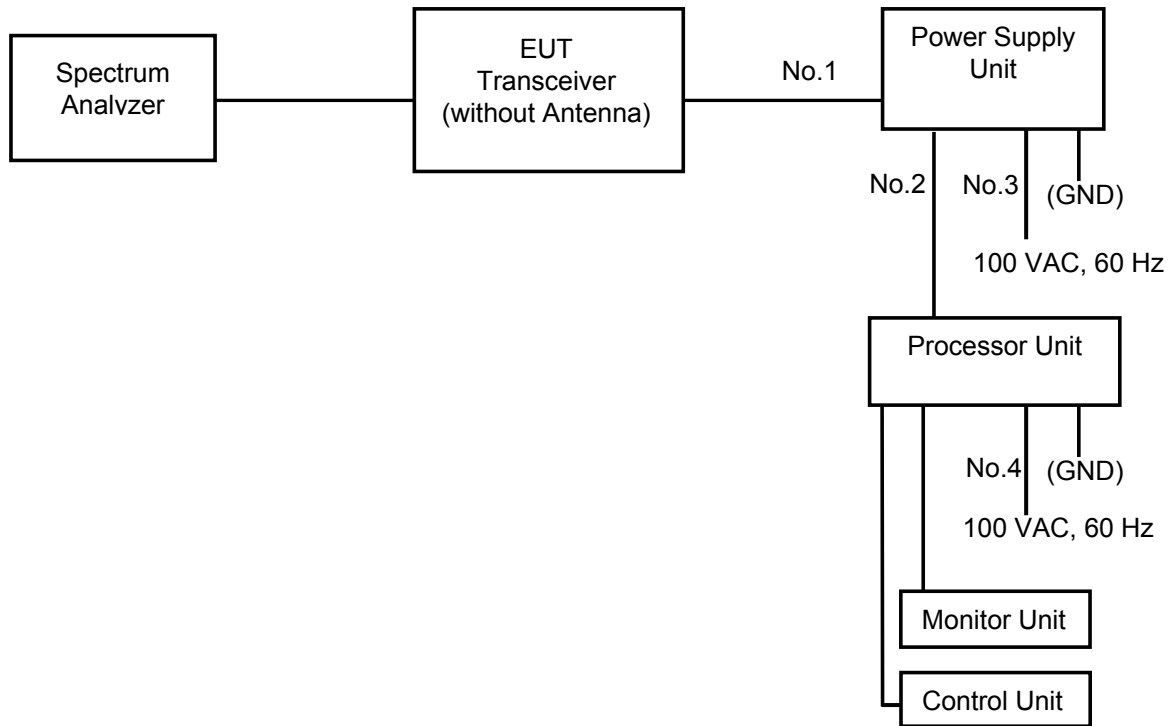 Spectrum
Analyzer
EUT
Transceiver
(without Antenna)
No.1
Power Supply
Unit
No.2
No.3
(GND)
100 VAC, 60 Hz
Processor Unit
No.4
(GND)
100 VAC, 60 Hz
Monitor Unit
Control Unit